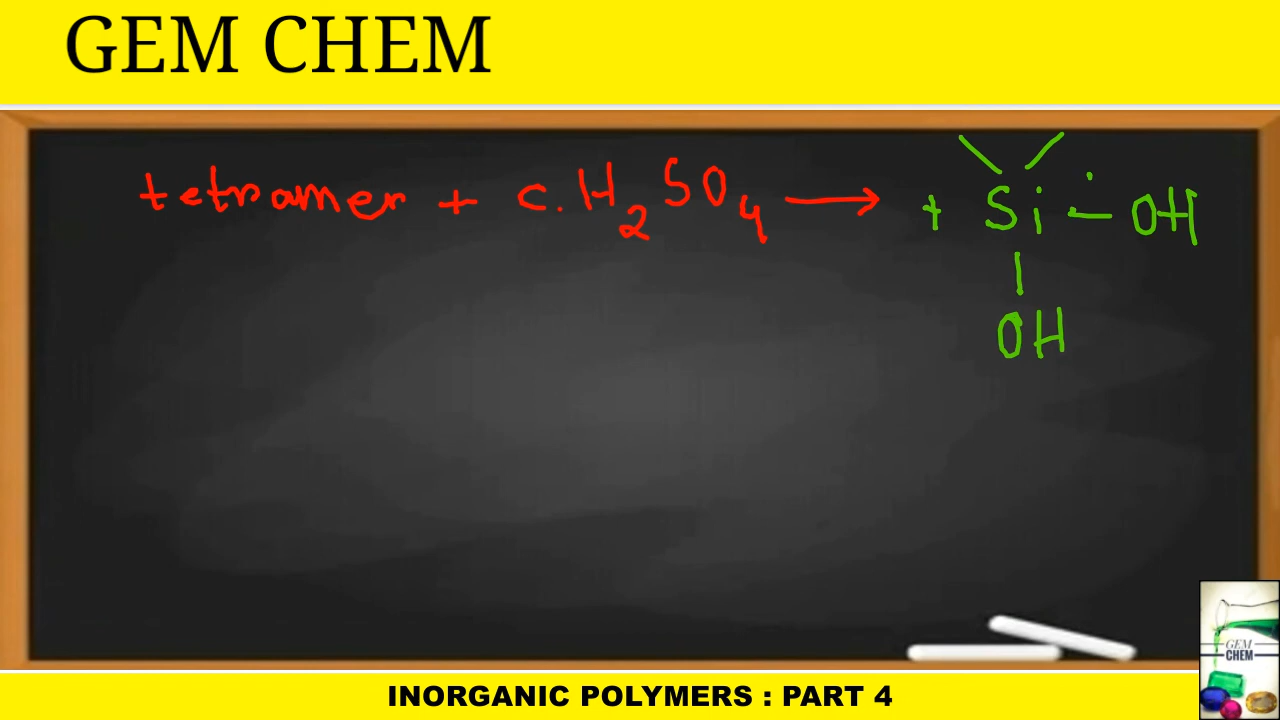 GEM CHEM
tetramer + c. H2SO4 → + Si - OH
OH
GEM
CHEM
INORGANIC POLYMERS : PART 4